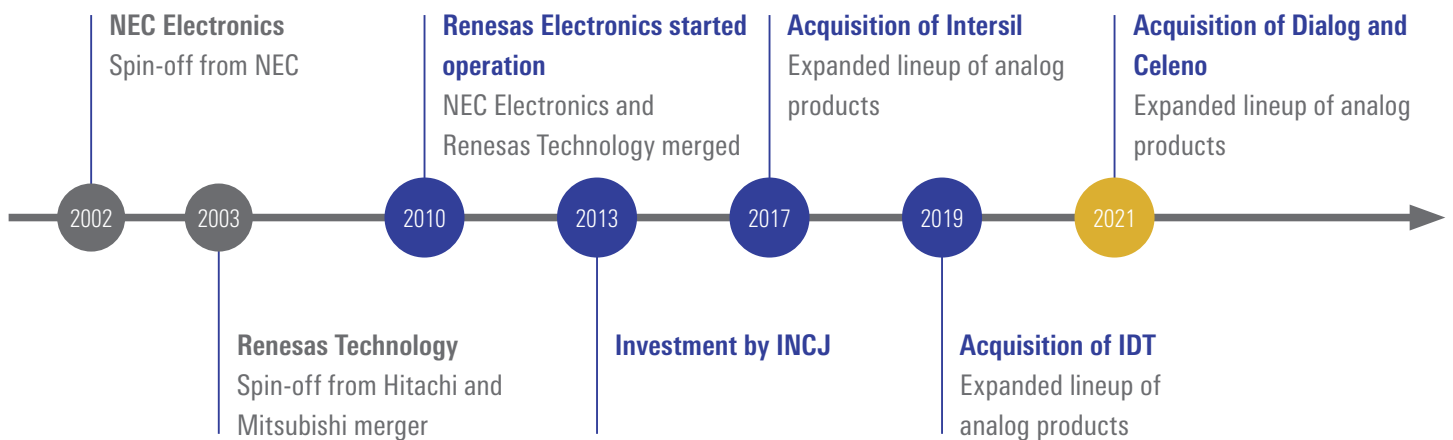 NEC Electronics
Spin-off from NEC
Renesas Electronics started
operation
NEC Electronics and
Renesas Technology merged
Acquisition of Intersil
Expanded lineup of analog
products
Acquisition of Dialog and
Celeno
Expanded lineup of analog
products
2002
2003
2010
2013
2017
2019
2021
Renesas Technology
Spin-off from Hitachi and
Mitsubishi merger
Investment by INCJ
Acquisition of IDT
Expanded lineup of
analog products